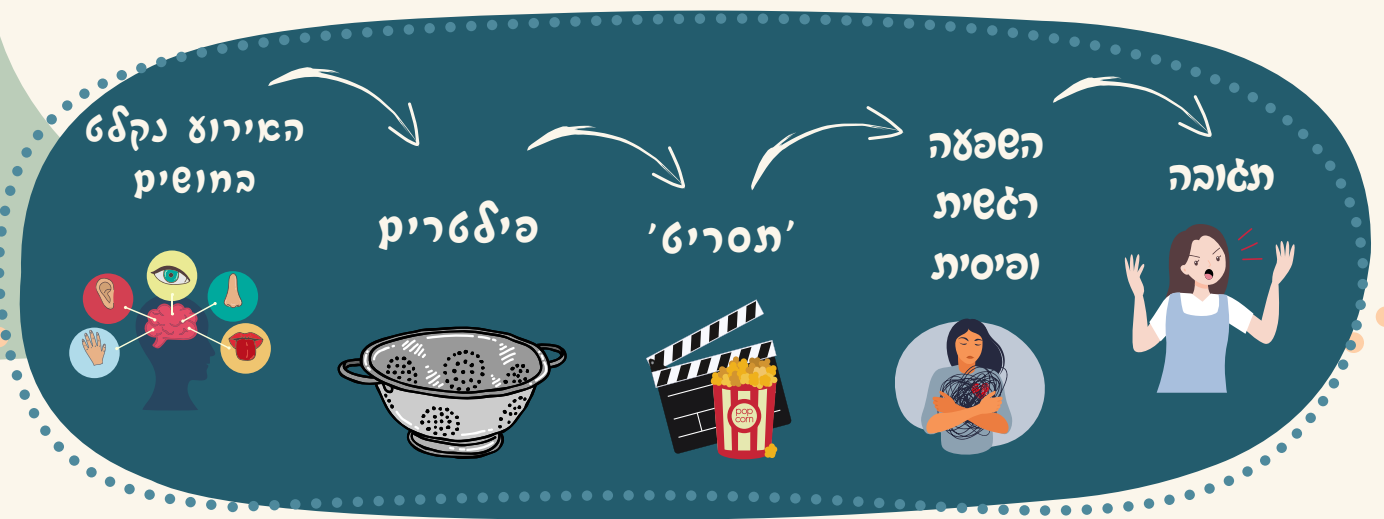 האירוע נקלט
בחושים
פילטרים
'תסריט'
השפעה
רגשית
ופיסית
תגובה
pop
corn